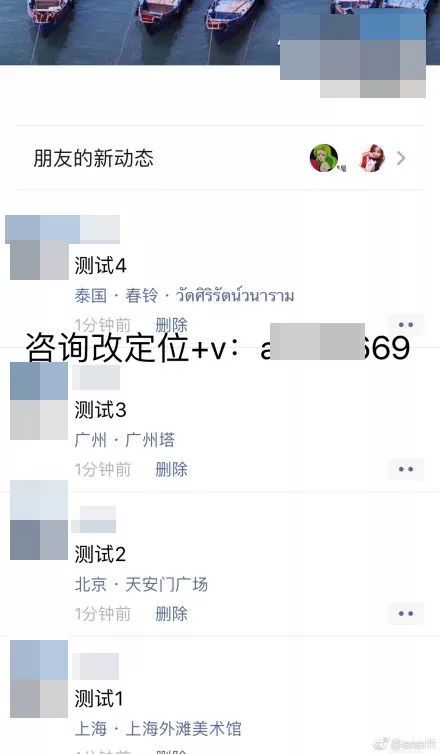 朋友的新动态
测试4
泰国 · 春铃 · วัดศิริรัตน์วนาราม
1分钟前 删除
咨询改定位+v：a 669
测试3
广州 · 广州塔
1分钟前 删除
测试2
北京 · 天安门广场
1分钟前 删除
测试1
上海 · 上海外滩美术馆
删除